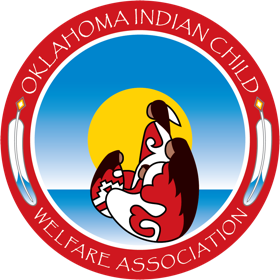 OKLAHOMA INDIAN CHILD
WELFARE ASSOCIATION